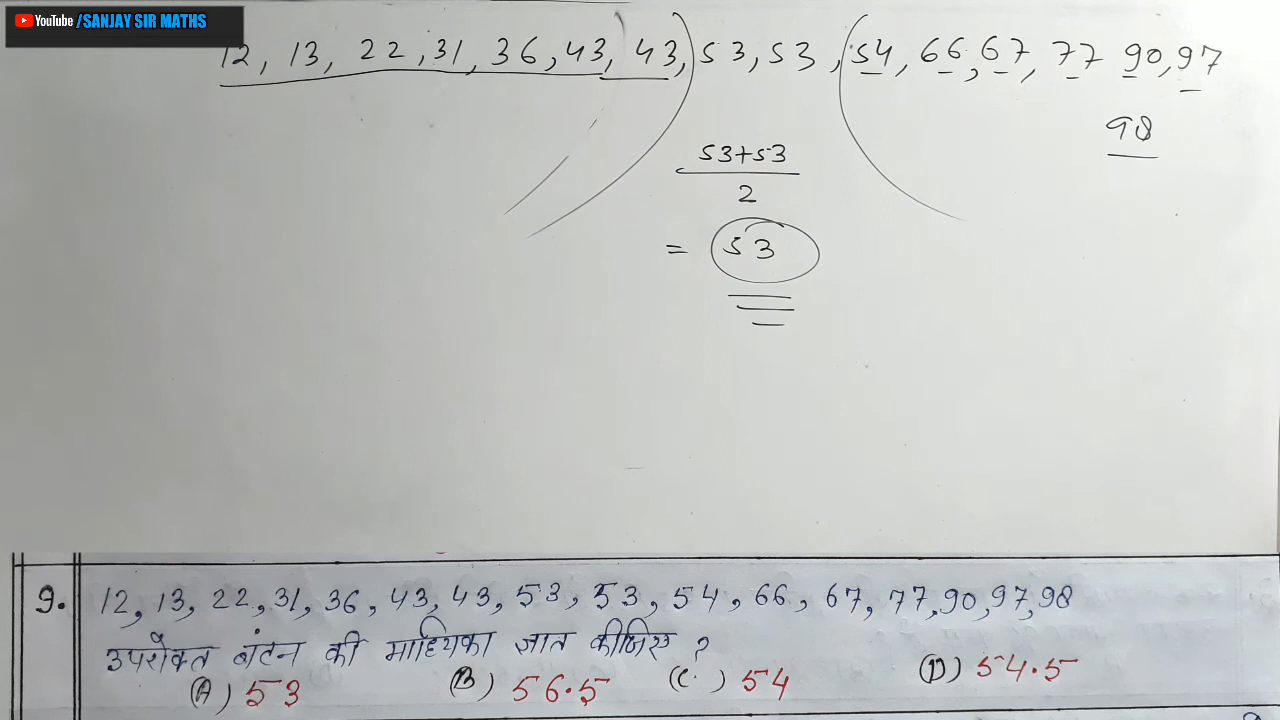 YouTube /SANJAY SIR MATHS
12, 13, 22, 31, 36, 43, 43, 53, 53, 54, 66, 67, 77 90, 97
98
53+53
2
= 53
9. 12, 13, 22, 31, 36, 43, 43, 53, 53, 54, 66, 67, 77, 90, 97, 98
उपरोक्त बंटन की माध्यिका ज्ञात कीजिए ?
(A) 53 (B) 56.5 (C) 54 (D) 54.5